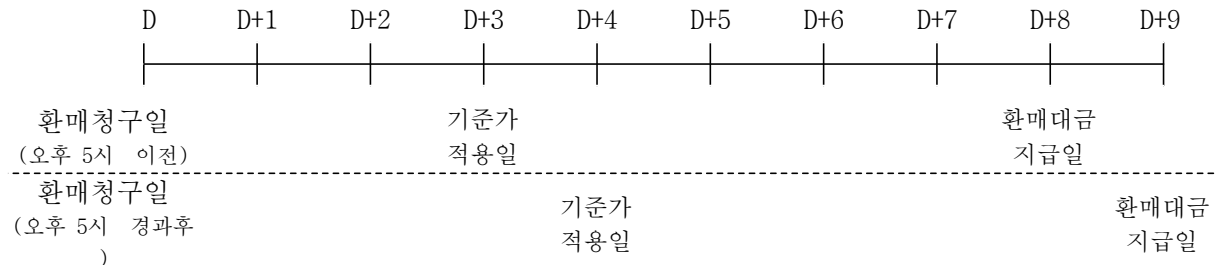 D D+1 D+2 D+3 D+4 D+5 D+6 D+7 D+8 D+9
환매청구일 기준가 환매대금
(오후 5시 이전) 적용일 지급일
환매청구일 기준가 환매대금
(오후 5시 경과후 적용일 지급일
)